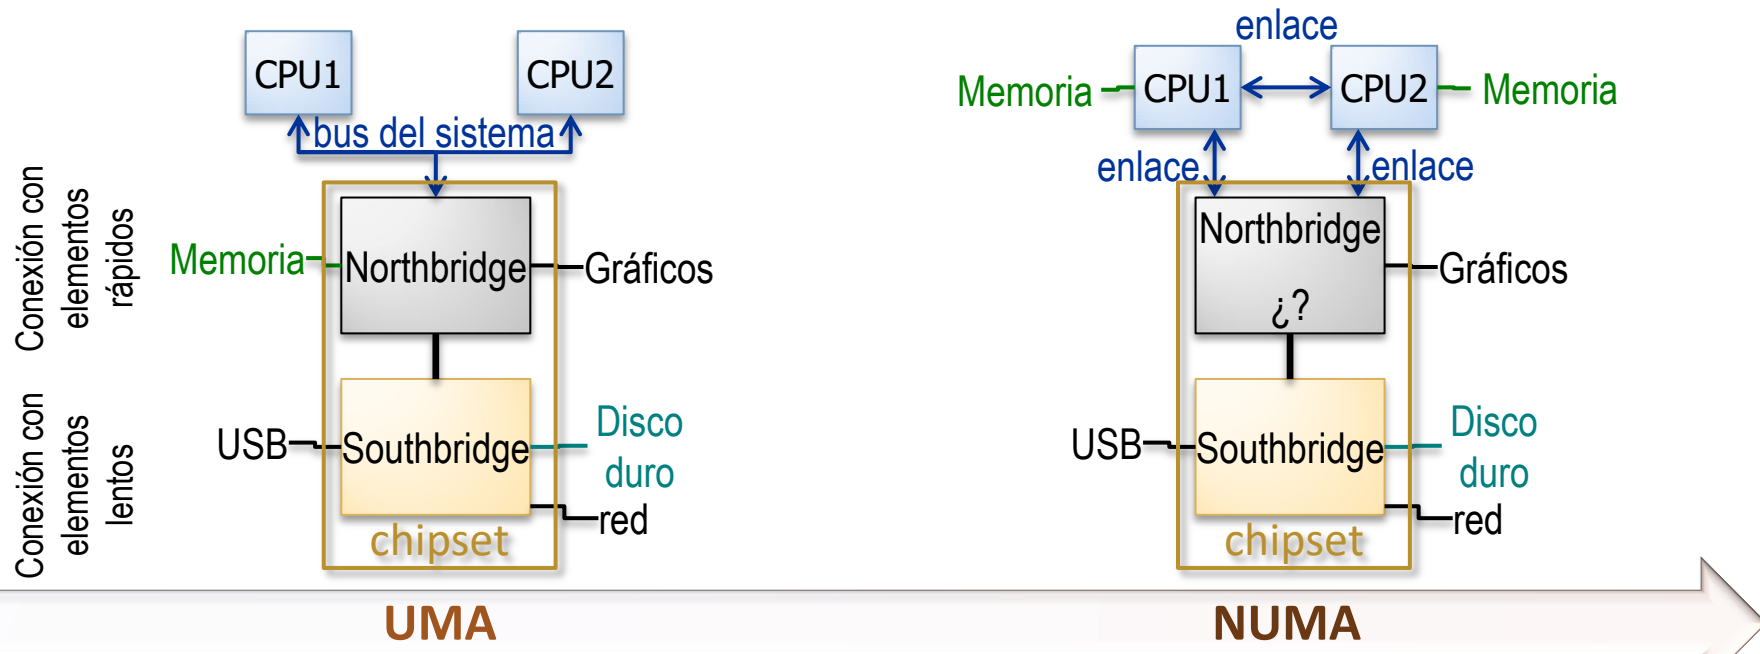 Conexión con
elementos
rápidos
Conexión con
elementos
lentos
CPU1
CPU2
bus del sistema
Memoria
Northbridge
Gráficos
USB
Southbridge
Disco
duro
red
chipset
UMA
enlace
Memoria
CPU1
CPU2
Memoria
enlace
enlace
Northbridge
¿?
Gráficos
USB
Southbridge
Disco
duro
red
chipset
NUMA